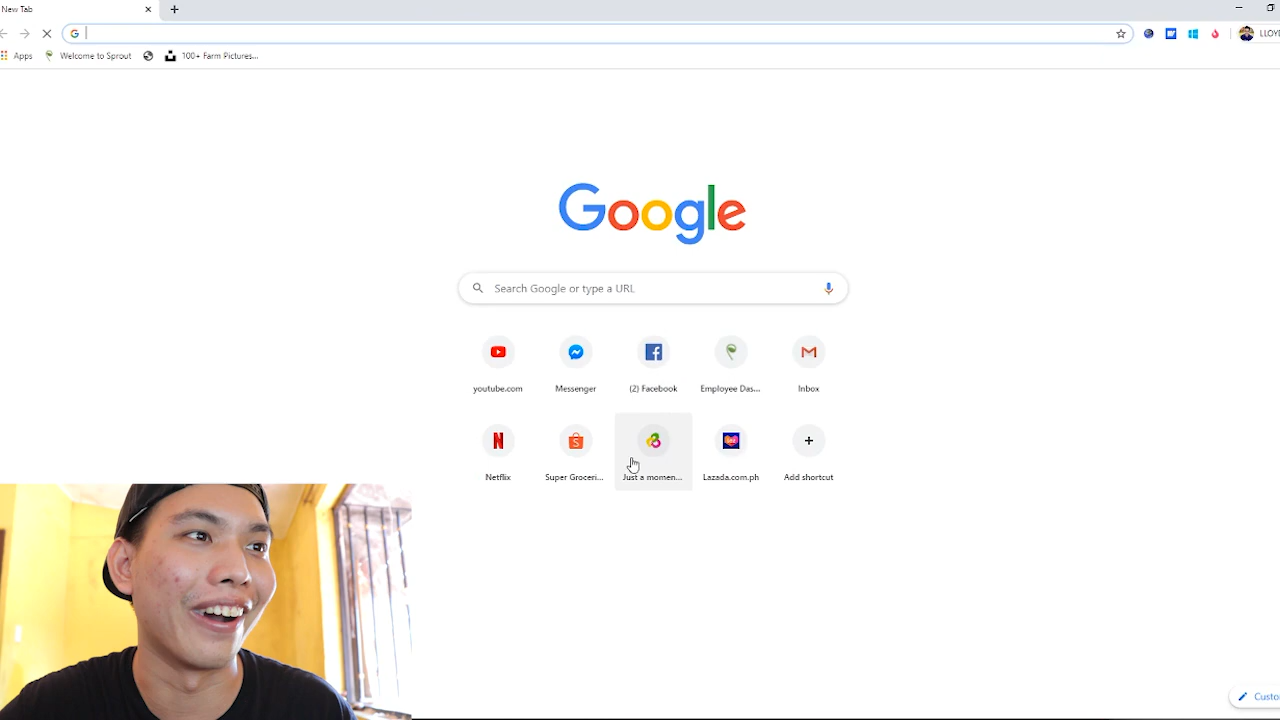 New Tab
LLOYD
Apps Welcome to Sprout 100+ Farm Pictures...
Google
Search Google or type a URL
youtube.com Messenger (2) Facebook Employee Das... Inbox
Netflix Super Groceri... Just a momen... Lazada.com.ph Add shortcut
Custo